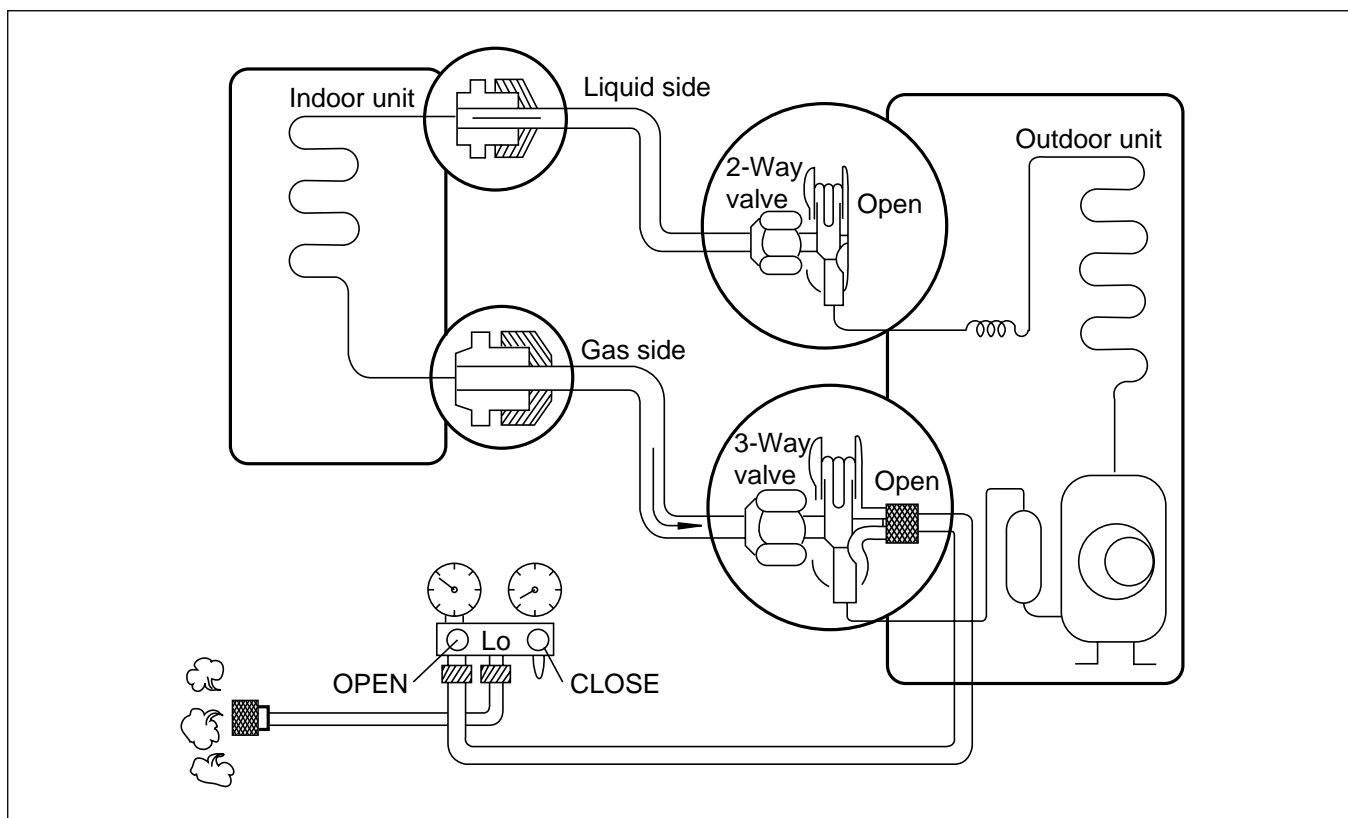 Indoor unit
Liquid side
2-Way
valve
Open
Outdoor unit
Gas side
3-Way
valve
Open
Lo
OPEN
CLOSE